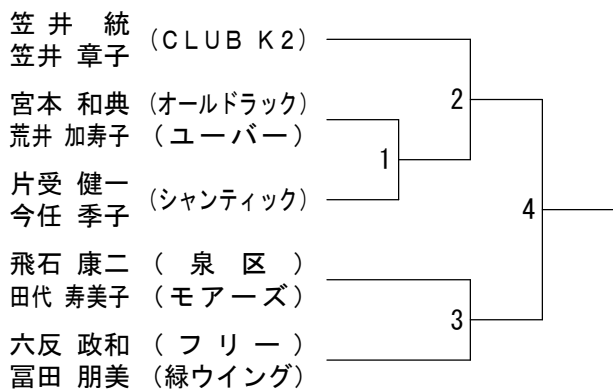 笠井 統
笠井 章子 (CLUB K2)
宮本 和典 (オールドラック)
荒井 加寿子 (ユーバー)
片受 健一
今任 季子 (シャンティック)
飛石 康二 (泉区)
田代 寿美子 (モアーズ)
六反 政和 (フリー)
冨田 朋美 (緑ウイング)
1
2
3
4